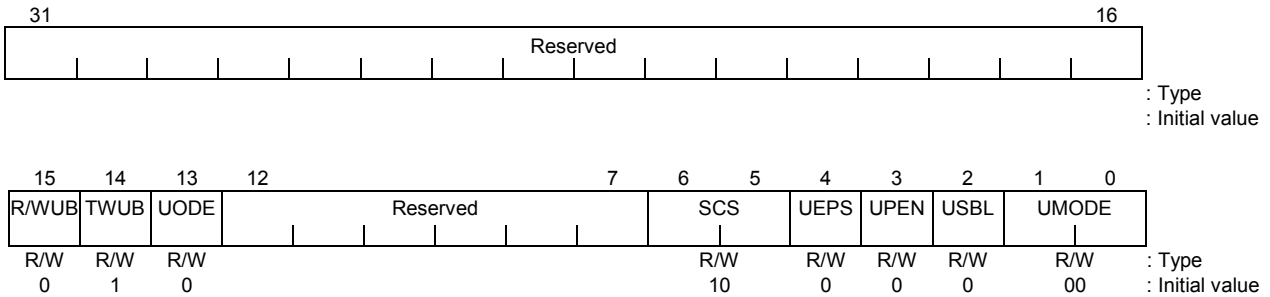 31 16
Reserved
: Type
: Initial value
15 14 13 12 7 6 5 4 3 2 1 0
R/WUB TWUB UODE Reserved SCS UEPS UPEN USBL UMODE
R/W R/W R/W R/W R/W R/W R/W R/W : Type
0 1 0 10 0 0 0 00 : Initial value